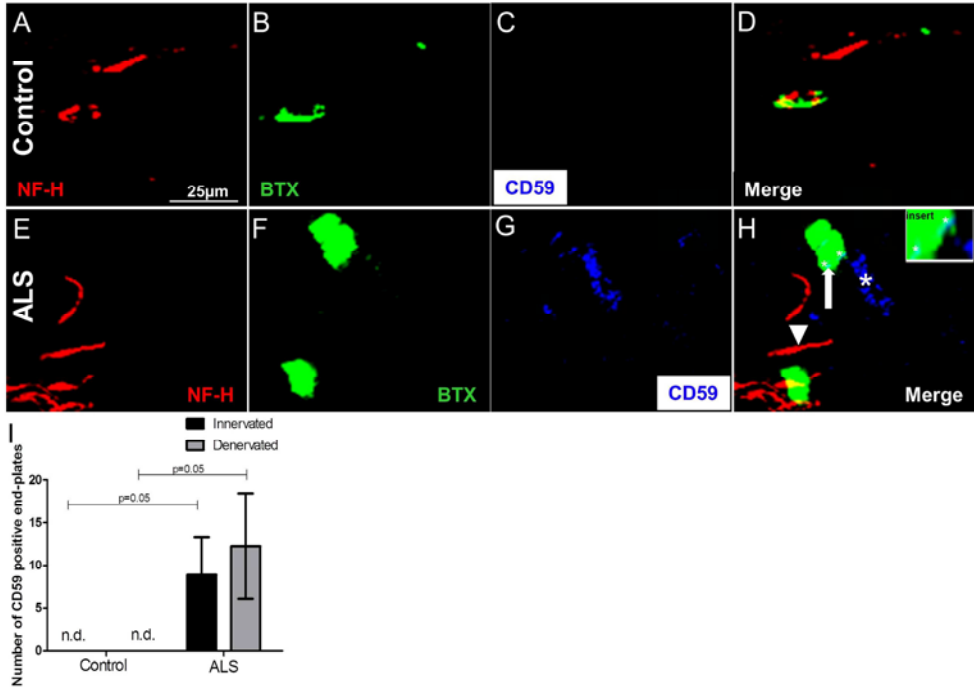 A
B
C
D
Control
NF-H
25µm
BTX
CD59
Merge
E
F
G
H
insert
*
ALS
NF-H
BTX
CD59
Merge
I
Innervated
Denervated
Number of CD59 positive end-plates
20
15
10
5
0
p=0.05
p=0.05
n.d.
n.d.
Control
ALS